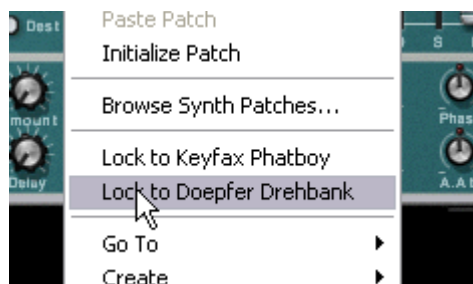 Paste Patch
Dest
Initialize Patch
S
Browse Synth Patches...
mount
Phas
Lock to Keyfax Phatboy
Delay
Lock to Doepfer Drehbank
A.A
Go To
Create